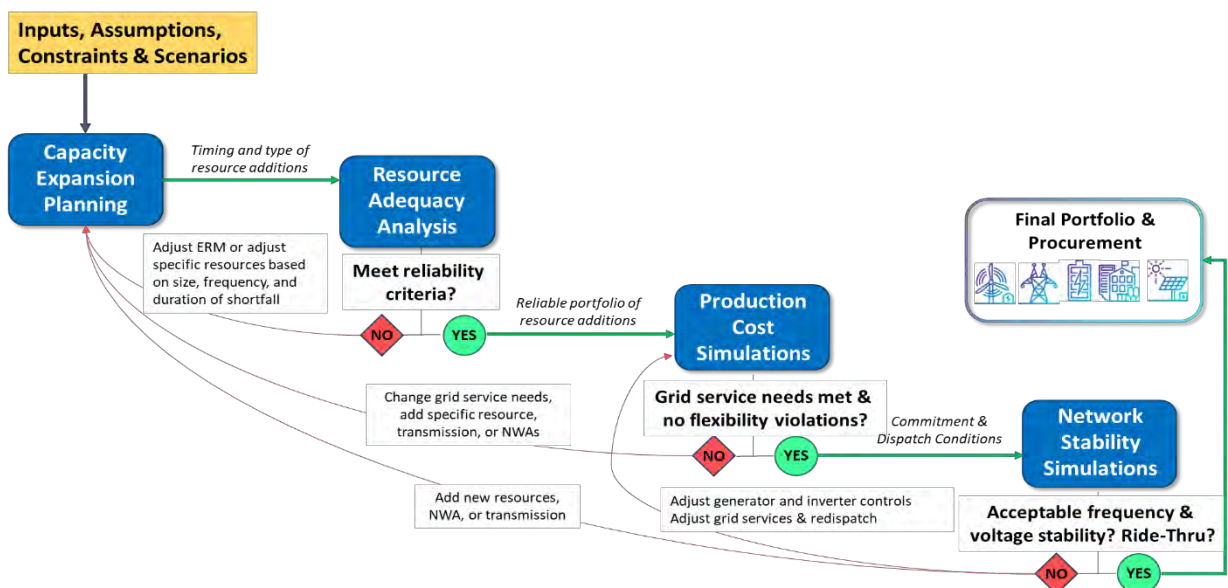 Inputs, Assumptions,
Constraints & Scenarios
Capacity
Expansion
Planning
Timing and type of
resource additions
Resource
Adequacy
Analysis
Adjust ERM or adjust
specific resources based
on size, frequency, and
duration of shortfall
Meet reliability
criteria?
NO
YES
Reliable portfolio of
resource additions
Production
Cost
Simulations
Final Portfolio &
Procurement
Change grid service needs,
add specific resource,
transmission, or NWAs
Grid service needs met &
no flexibility violations?
NO
YES
Commitment &
Dispatch Conditions
Network
Stability
Simulations
Add new resources,
NWA, or transmission
Adjust generator and inverter controls
Adjust grid services & redispatch
Acceptable frequency &
voltage stability? Ride-Thru?
NO
YES